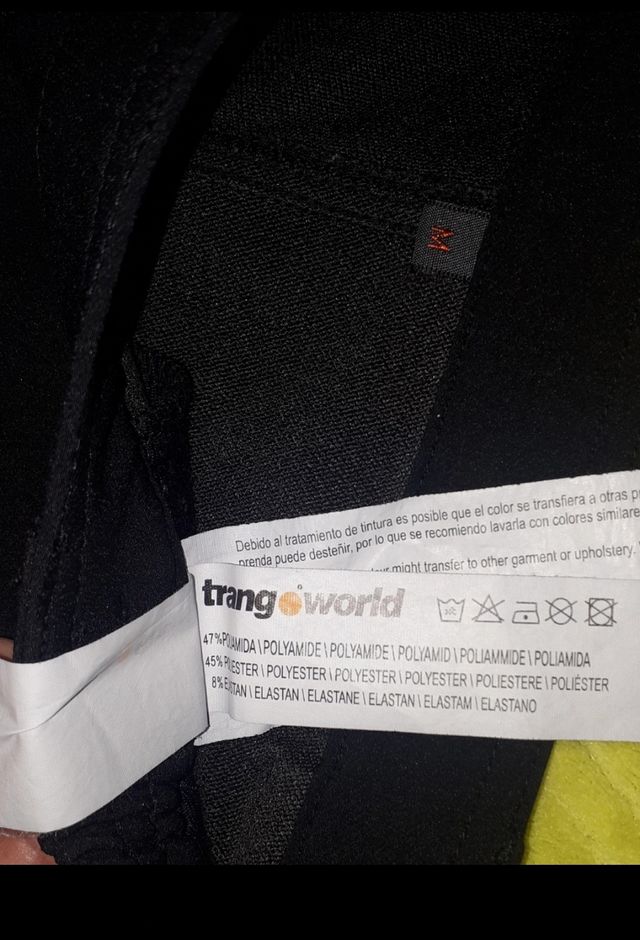 M
Debido al tratamiento de tintura es posible que el color se transfiera a otras
prenda puede desteñir, por lo que se recomiendo lavarla con colores similare
might transfer to other garment or upholstery.
trangoworld
47% POLIAMIDA \ POLYAMIDE \ POLYAMIDE \ POLYAMID \ POLIAMMIDE \ POLIAMIDA
45% POLIESTER \ POLYESTER \ POLYESTER \ POLYESTER \ POLIESTERE \ POLIÉSTER
8% ELASTAN \ ELASTAN \ ELASTANE \ ELASTAN \ ELASTAM \ ELASTANO